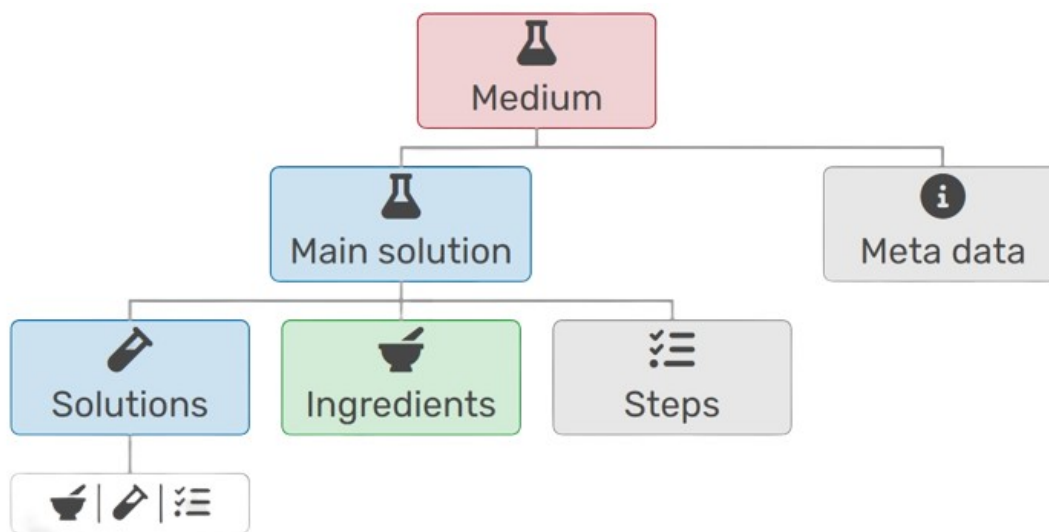 Medium
Main solution
Meta data
Solutions
Ingredients
Steps